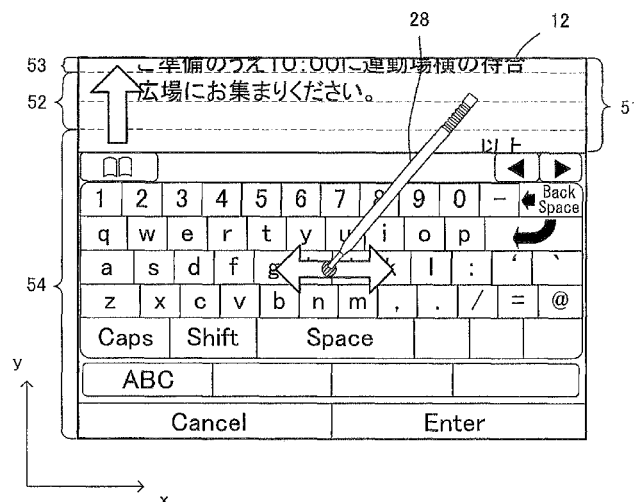 28
12
53
ご準備のうえ10:00に運動場横の待合
52
広場にお集まりください。
51
以上
1 2 3 4 5 6 7 8 9 0 － Back Space
q w e r t y u i o p
54
a s d f g l : ‘ ｀
z x c v b n m , . / = @
Caps Shift Space
ABC
Cancel Enter
y
x